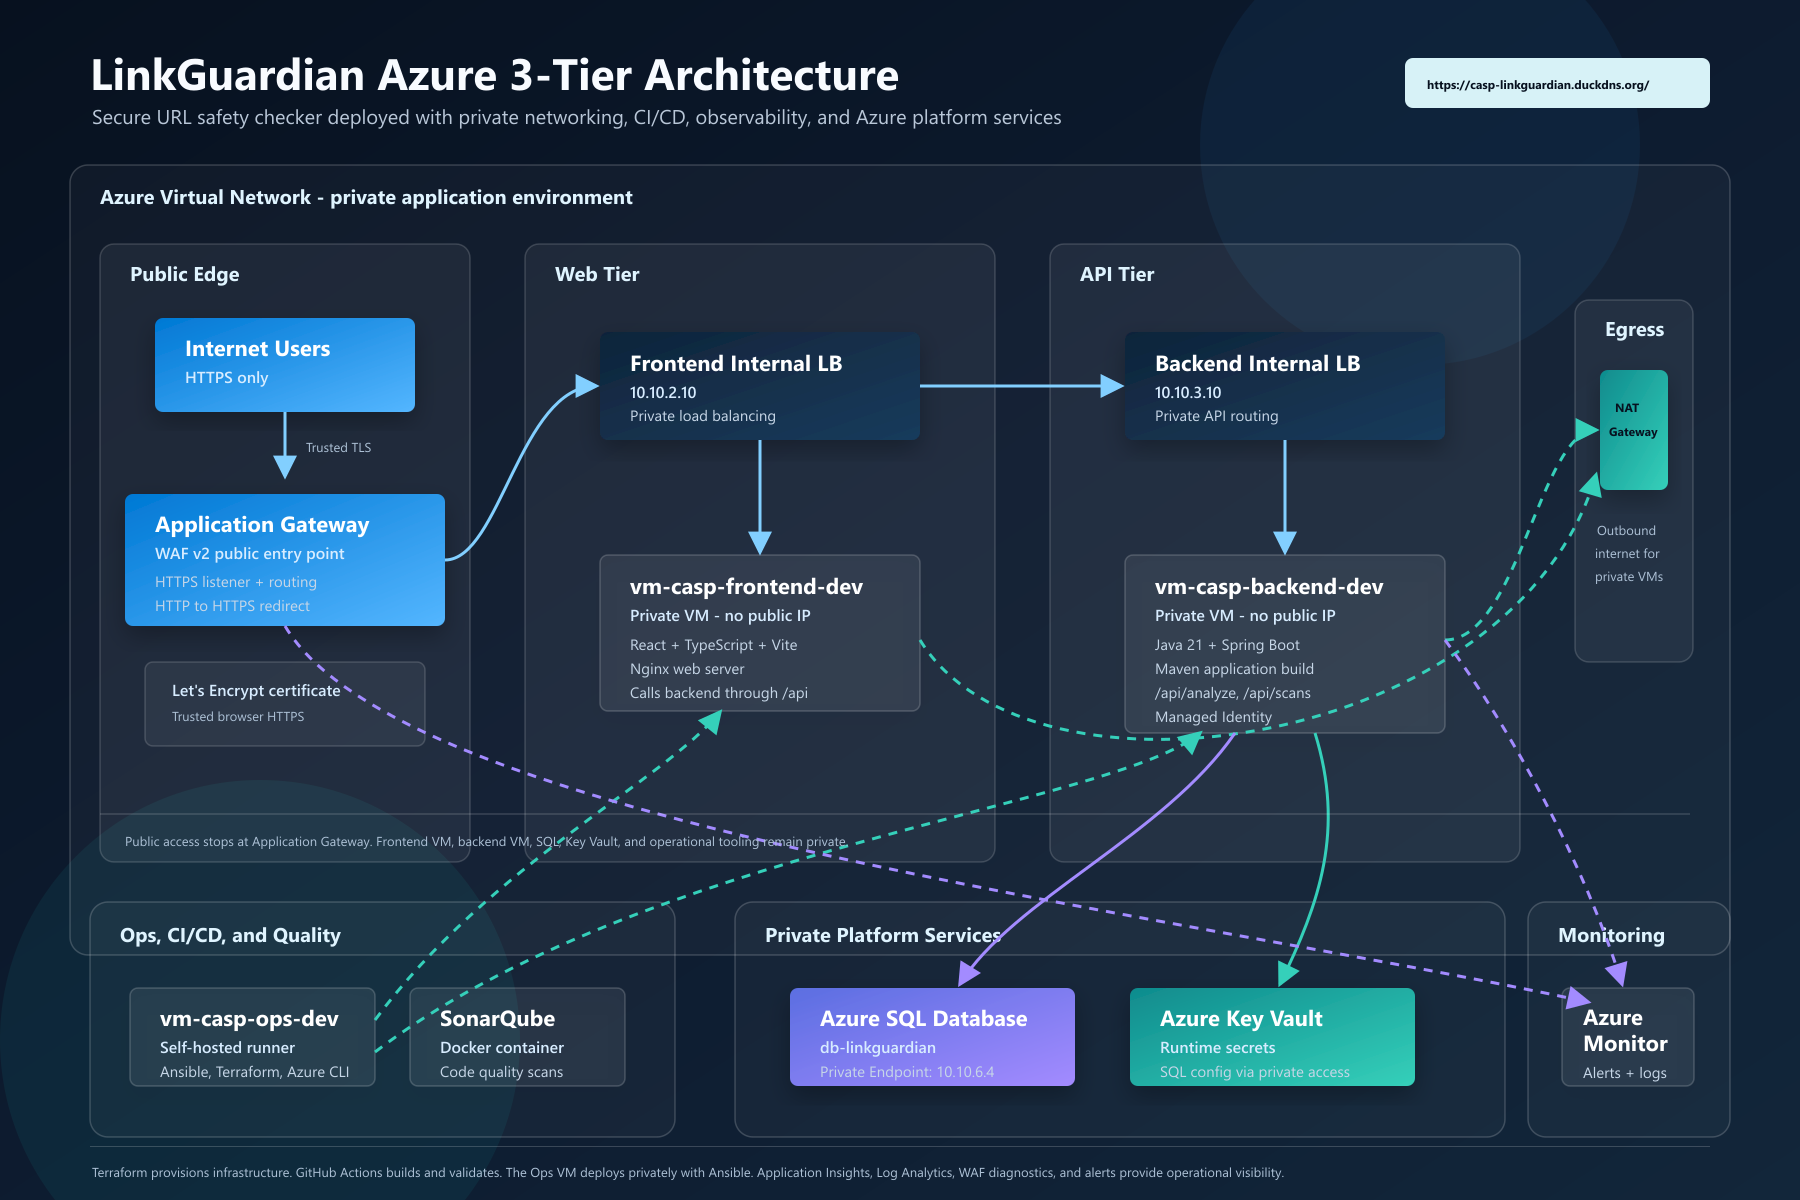 LinkGuardian Azure 3-Tier Architecture
Secure URL safety checker deployed with private networking, CI/CD, observability, and Azure platform services
https://casp-linkguardian.duckdns.org/
Azure Virtual Network - private application environment
Public Edge
Internet Users
HTTPS only
Trusted TLS
Application Gateway
WAF v2 public entry point
HTTPS listener + routing
HTTP to HTTPS redirect
Let's Encrypt certificate
Trusted browser HTTPS
Web Tier
Frontend Internal LB
10.10.2.10
Private load balancing
vm-casp-frontend-dev
Private VM - no public IP
React + TypeScript + Vite
Nginx web server
Calls backend through /api
API Tier
Backend Internal LB
10.10.3.10
Private API routing
vm-casp-backend-dev
Private VM - no public IP
Java 21 + Spring Boot
Maven application build
/api/analyze, /api/scans
Managed Identity
Egress
NAT
Gateway
Outbound
internet for
private VMs
Public access stops at Application Gateway. Frontend VM, backend VM, SQL, Key Vault, and operational tooling remain private.
Ops, CI/CD, and Quality
vm-casp-ops-dev
Self-hosted runner
Ansible, Terraform, Azure CLI
SonarQube
Docker container
Code quality scans
Private Platform Services
Azure SQL Database
db-linkguardian
Private Endpoint: 10.10.6.4
Azure Key Vault
Runtime secrets
SQL config via private access
Monitoring
Azure
Monitor
Alerts + logs
Terraform provisions infrastructure. GitHub Actions builds and validates. The Ops VM deploys privately with Ansible. Application Insights, Log Analytics, WAF diagnostics, and alerts provide operational visibility.